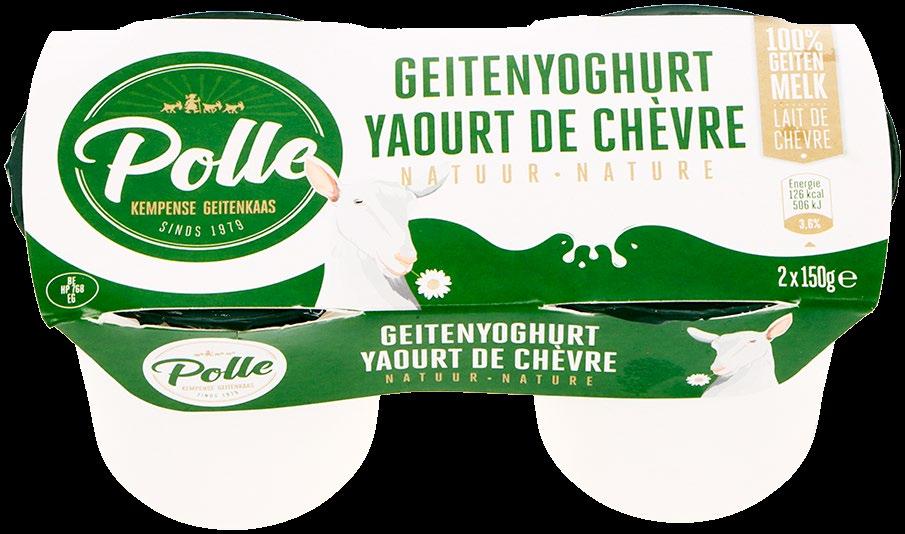 Polle
KEMPENSE GEITENKAAS
SINDS 1979
GEITENYOGHURT
YAOURT DE CHÈVRE
NATUUR · NATURE
100%
GEITEN
MELK
LAIT DE
CHÈVRE
Energie
126 kcal
506 kJ
3,6%
2 x 150g e
BE
HP 768
EG
Polle
KEMPENSE GEITENKAAS
SINDS 1979
GEITENYOGHURT
YAOURT DE CHÈVRE
NATUUR - NATURE